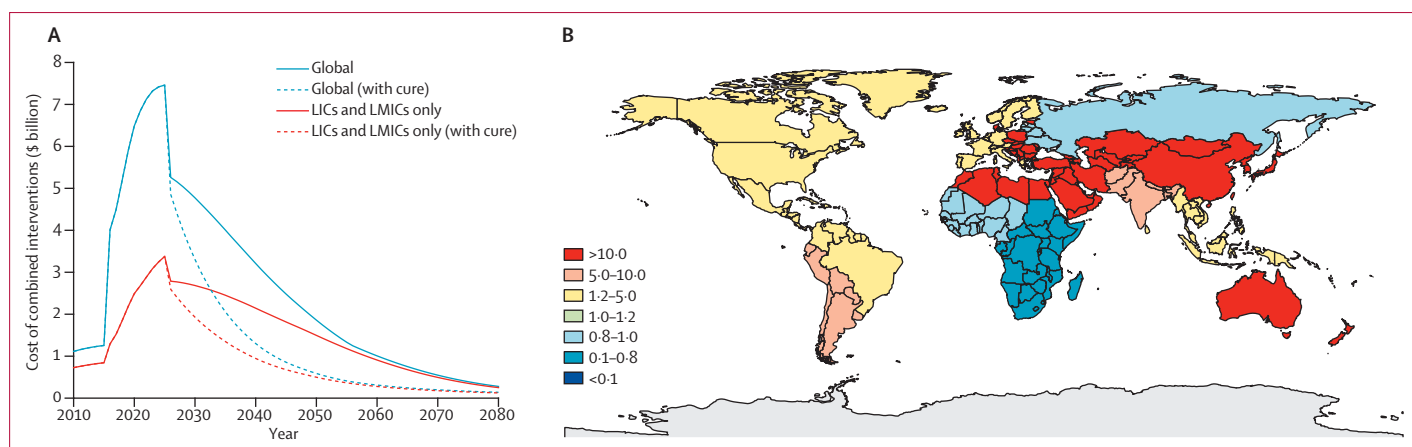 A
Cost of combined interventions ($ billion)
8
7
6
5
4
3
2
1
0
2010 2020 2030 2040 2050 2060 2070 2080
Year
Global
Global (with cure)
LICs and LMICs only
LICs and LMICs only (with cure)
B
>10·0
5·0–10·0
1·2–5·0
1·0–1·2
0·8–1·0
0·1–0·8
<0·1